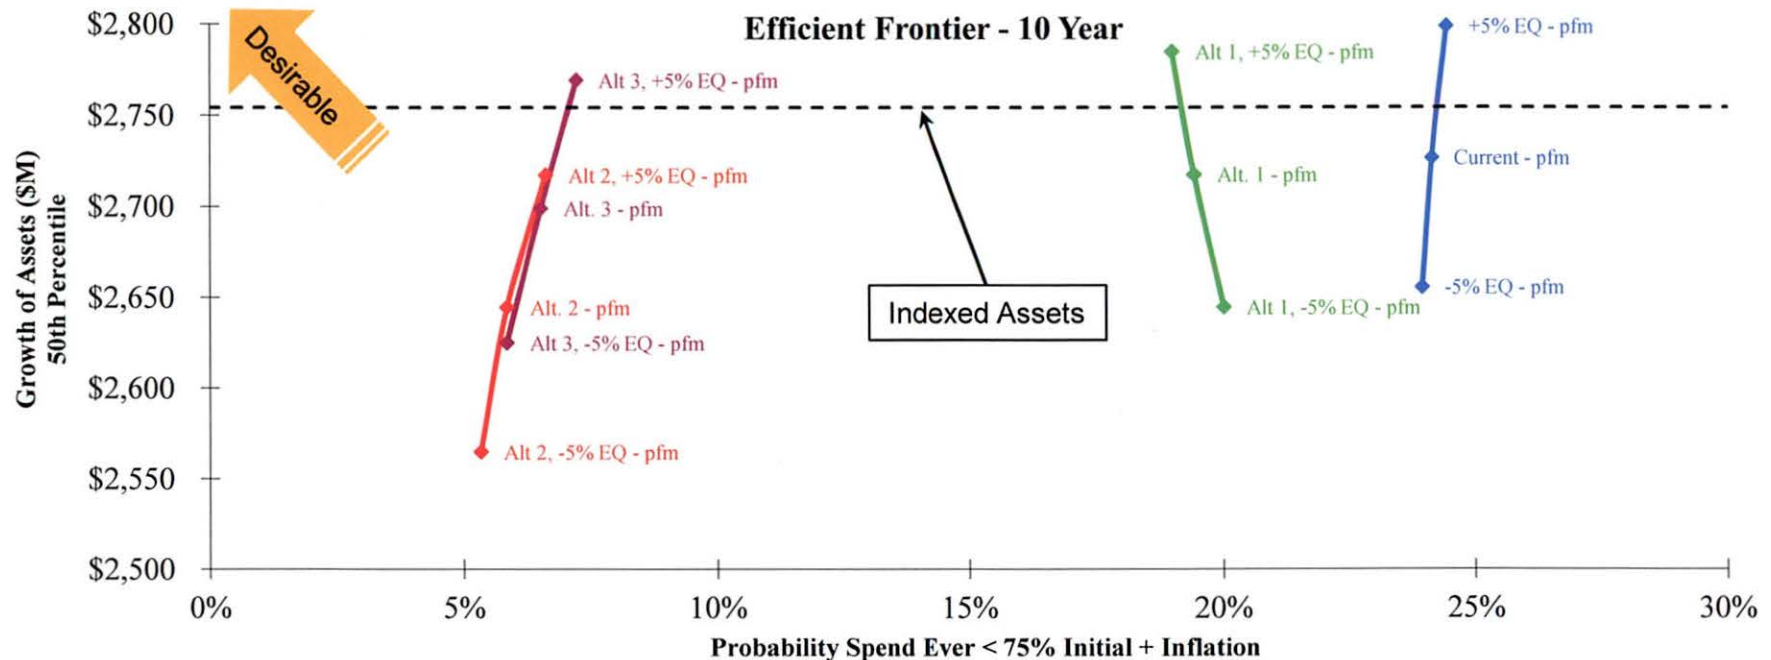 Efficient Frontier - 10 Year
Desirable
Growth of Assets ($M)
50th Percentile
$2,800
$2,750
$2,700
$2,650
$2,600
$2,550
$2,500
+5% EQ - pfm
Alt 1, +5% EQ - pfm
Alt 3, +5% EQ - pfm
Current - pfm
Alt 2, +5% EQ - pfm
Alt. 1 - pfm
Alt. 3 - pfm
-5% EQ - pfm
Alt. 2 - pfm
Alt 1, -5% EQ - pfm
Indexed Assets
Alt 3, -5% EQ - pfm
Alt 2, -5% EQ - pfm
0% 5% 10% 15% 20% 25% 30%
Probability Spend Ever < 75% Initial + Inflation